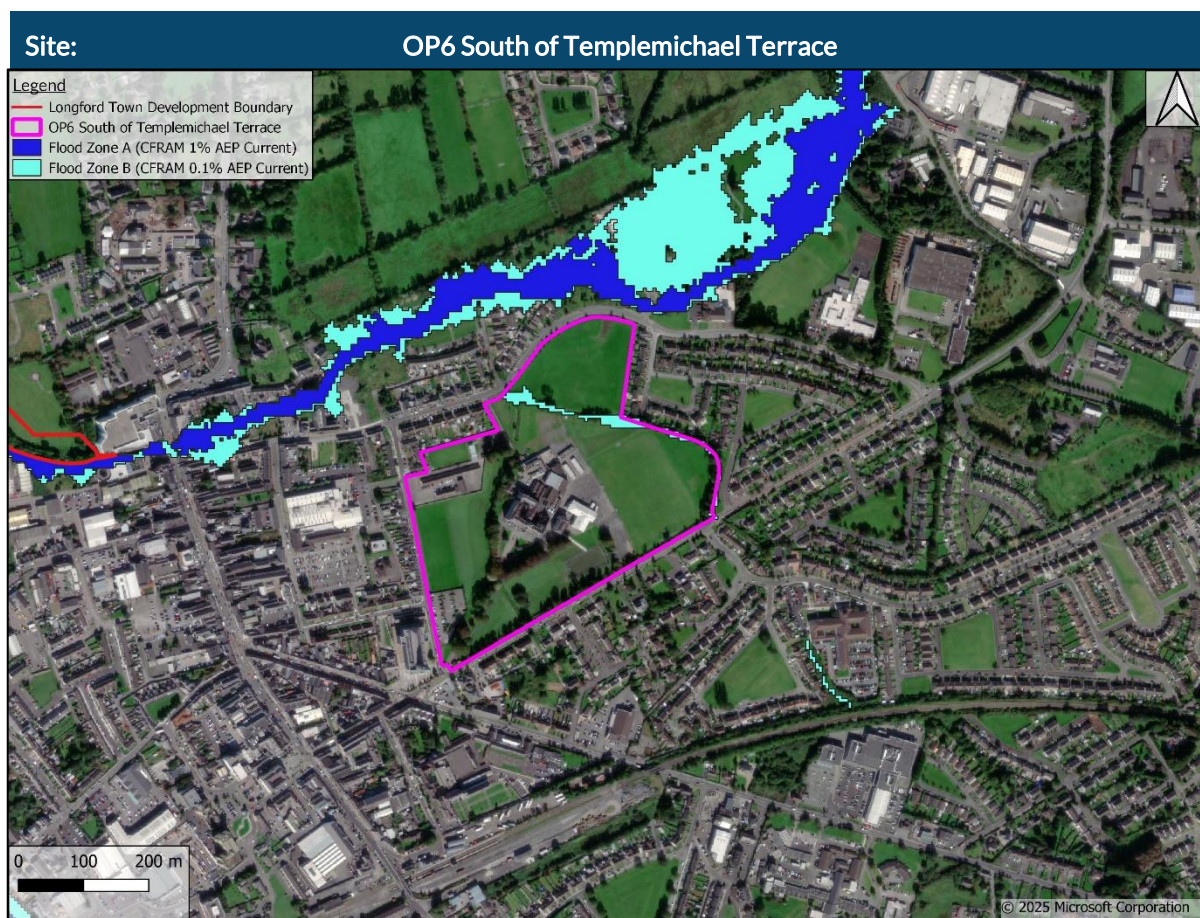 Site: OP6 South of Templemichael Terrace
Legend
Longford Town Development Boundary
OP6 South of Templemichael Terrace
Flood Zone A (CFRAM 1% AEP Current)
Flood Zone B (CFRAM 0.1% AEP Current)
0 100 200 m
© 2025 Microsoft Corporation